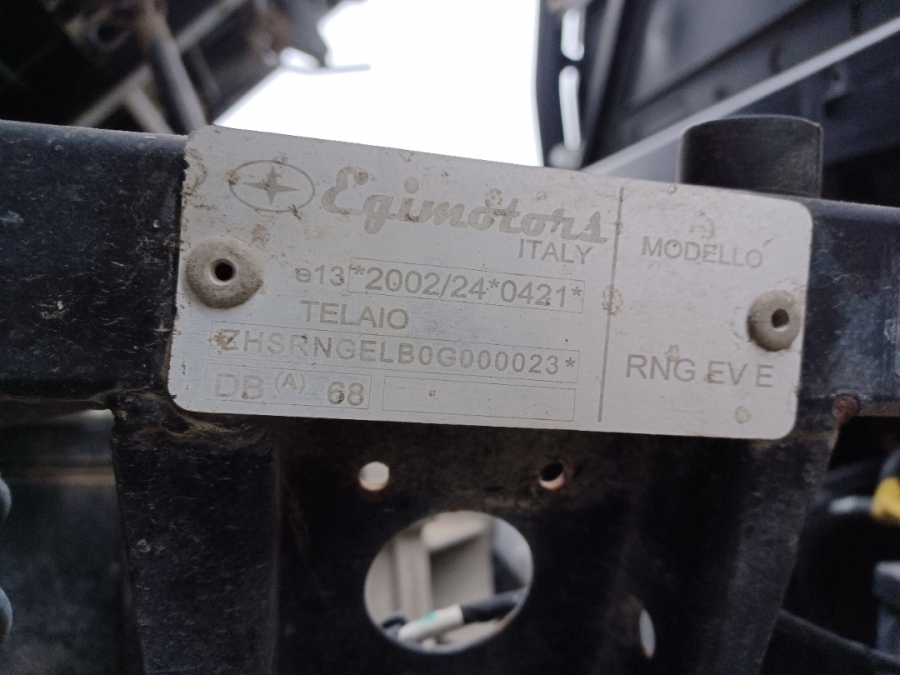 Egimotors
ITALY
e13 *2002/24*0421*
TELAIO
*ZHSRNGELB0G000023*
DB (A) 68
MODELLO
RNG EV E